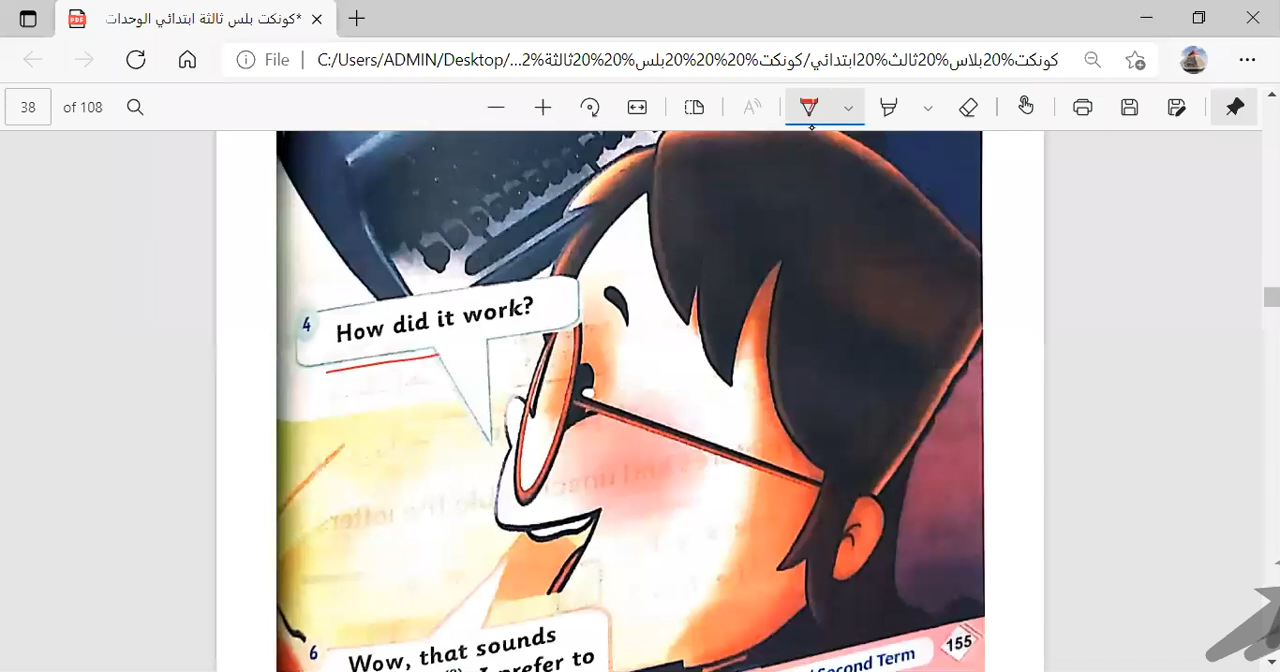 *كونكت بلس ثالثة ابتدائي الوحدات
File
C:/Users/ADMIN/Desktop/...2%كونكت%20بلاس%20ثالث%20ابتدائي/كونكت%20%20%20بلس%20%20ثالثة
38 of 108
4 How did it work?
6 Wow, that sounds
prefer to
Second Term 155